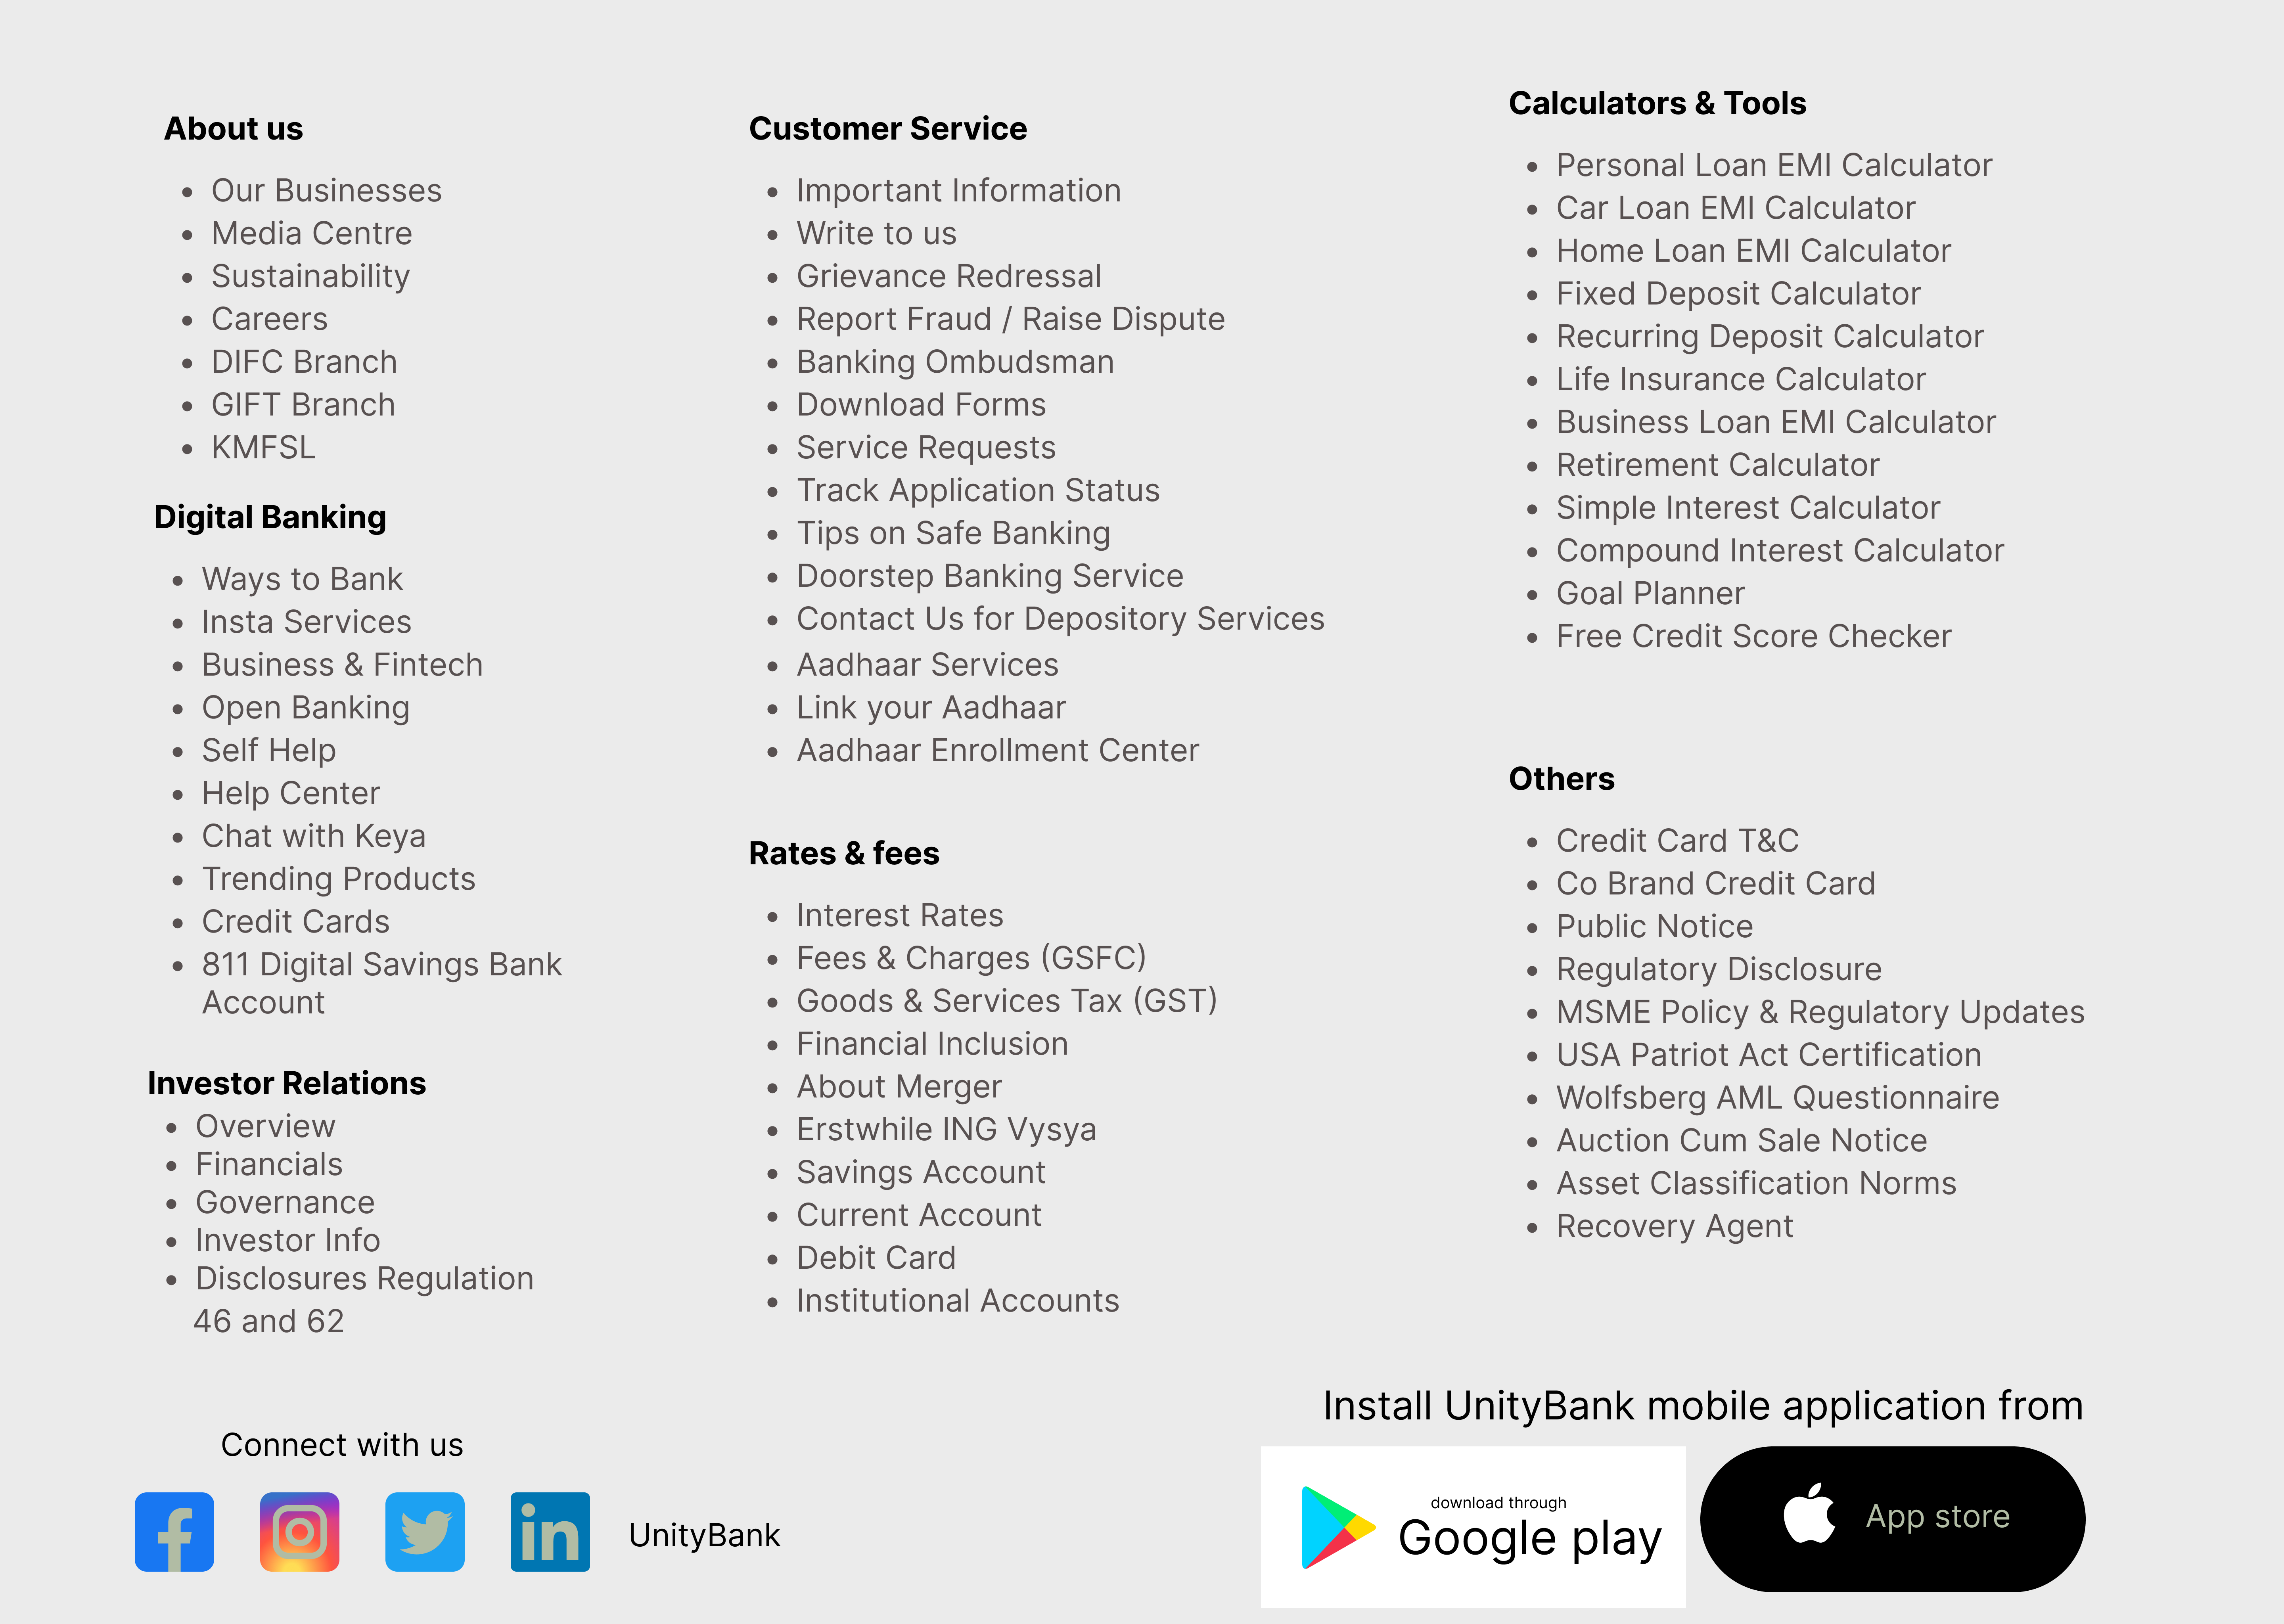 About us
Our Businesses
Media Centre
Sustainability
Careers
DIFC Branch
GIFT Branch
KMFSL
Digital Banking
Ways to Bank
Insta Services
Business & Fintech
Open Banking
Self Help
Help Center
Chat with Keya
Trending Products
Credit Cards
811 Digital Savings Bank
Account
Investor Relations
Overview
Financials
Governance
Investor Info
Disclosures Regulation
46 and 62
Customer Service
Important Information
Write to us
Grievance Redressal
Report Fraud / Raise Dispute
Banking Ombudsman
Download Forms
Service Requests
Track Application Status
Tips on Safe Banking
Doorstep Banking Service
Contact Us for Depository Services
Aadhaar Services
Link your Aadhaar
Aadhaar Enrollment Center
Rates & fees
Interest Rates
Fees & Charges (GSFC)
Goods & Services Tax (GST)
Financial Inclusion
About Merger
Erstwhile ING Vysya
Savings Account
Current Account
Debit Card
Institutional Accounts
Calculators & Tools
Personal Loan EMI Calculator
Car Loan EMI Calculator
Home Loan EMI Calculator
Fixed Deposit Calculator
Recurring Deposit Calculator
Life Insurance Calculator
Business Loan EMI Calculator
Retirement Calculator
Simple Interest Calculator
Compound Interest Calculator
Goal Planner
Free Credit Score Checker
Others
Credit Card T&C
Co Brand Credit Card
Public Notice
Regulatory Disclosure
MSME Policy & Regulatory Updates
USA Patriot Act Certification
Wolfsberg AML Questionnaire
Auction Cum Sale Notice
Asset Classification Norms
Recovery Agent
Connect with us
UnityBank
Install UnityBank mobile application from
download through
Google play
App store